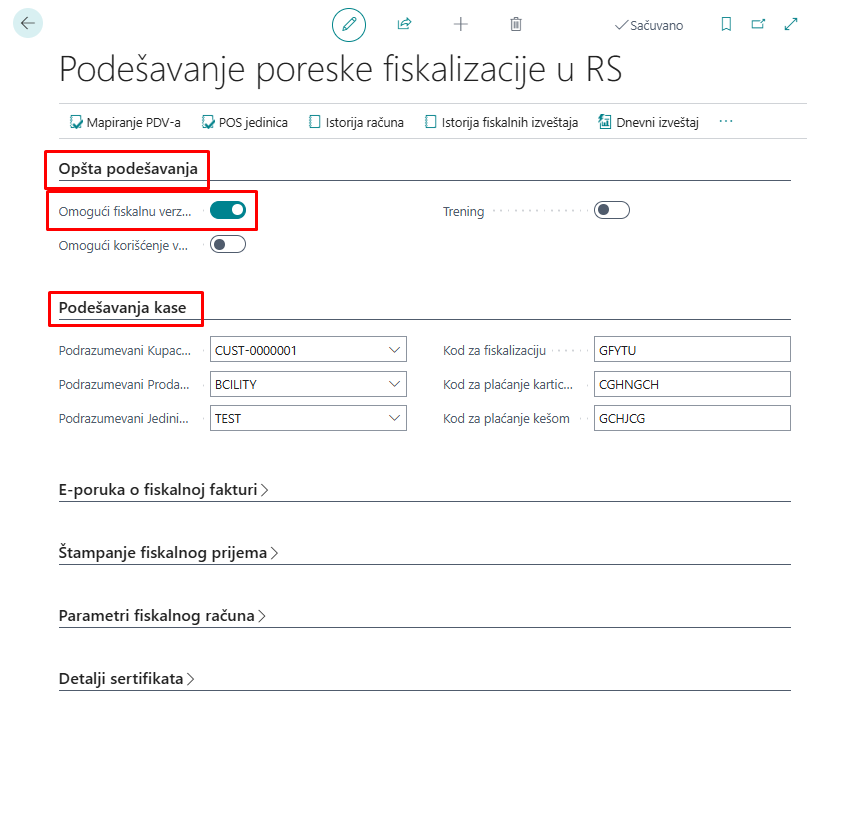 Sačuvano
Podešavanje poreske fiskalizacije u RS
Mapiranje PDV-a POS jedinica Istorija računa Istorija fiskalnih izveštaja Dnevni izveštaj ...
Opšta podešavanja
Omogući fiskalnu verz... Trening
Omogući korišćenje v...
Podešavanja kase
Podrazumevani Kupac... CUST-0000001 Kod za fiskalizaciju GFYTU
Podrazumevani Proda... BCILITY Kod za plaćanje kartic... CGHNGCH
Podrazumevani Jedini... TEST Kod za plaćanje kešom GCHJCG
E-poruka o fiskalnoj fakturi
Štampanje fiskalnog prijema
Parametri fiskalnog računa
Detalji sertifikata